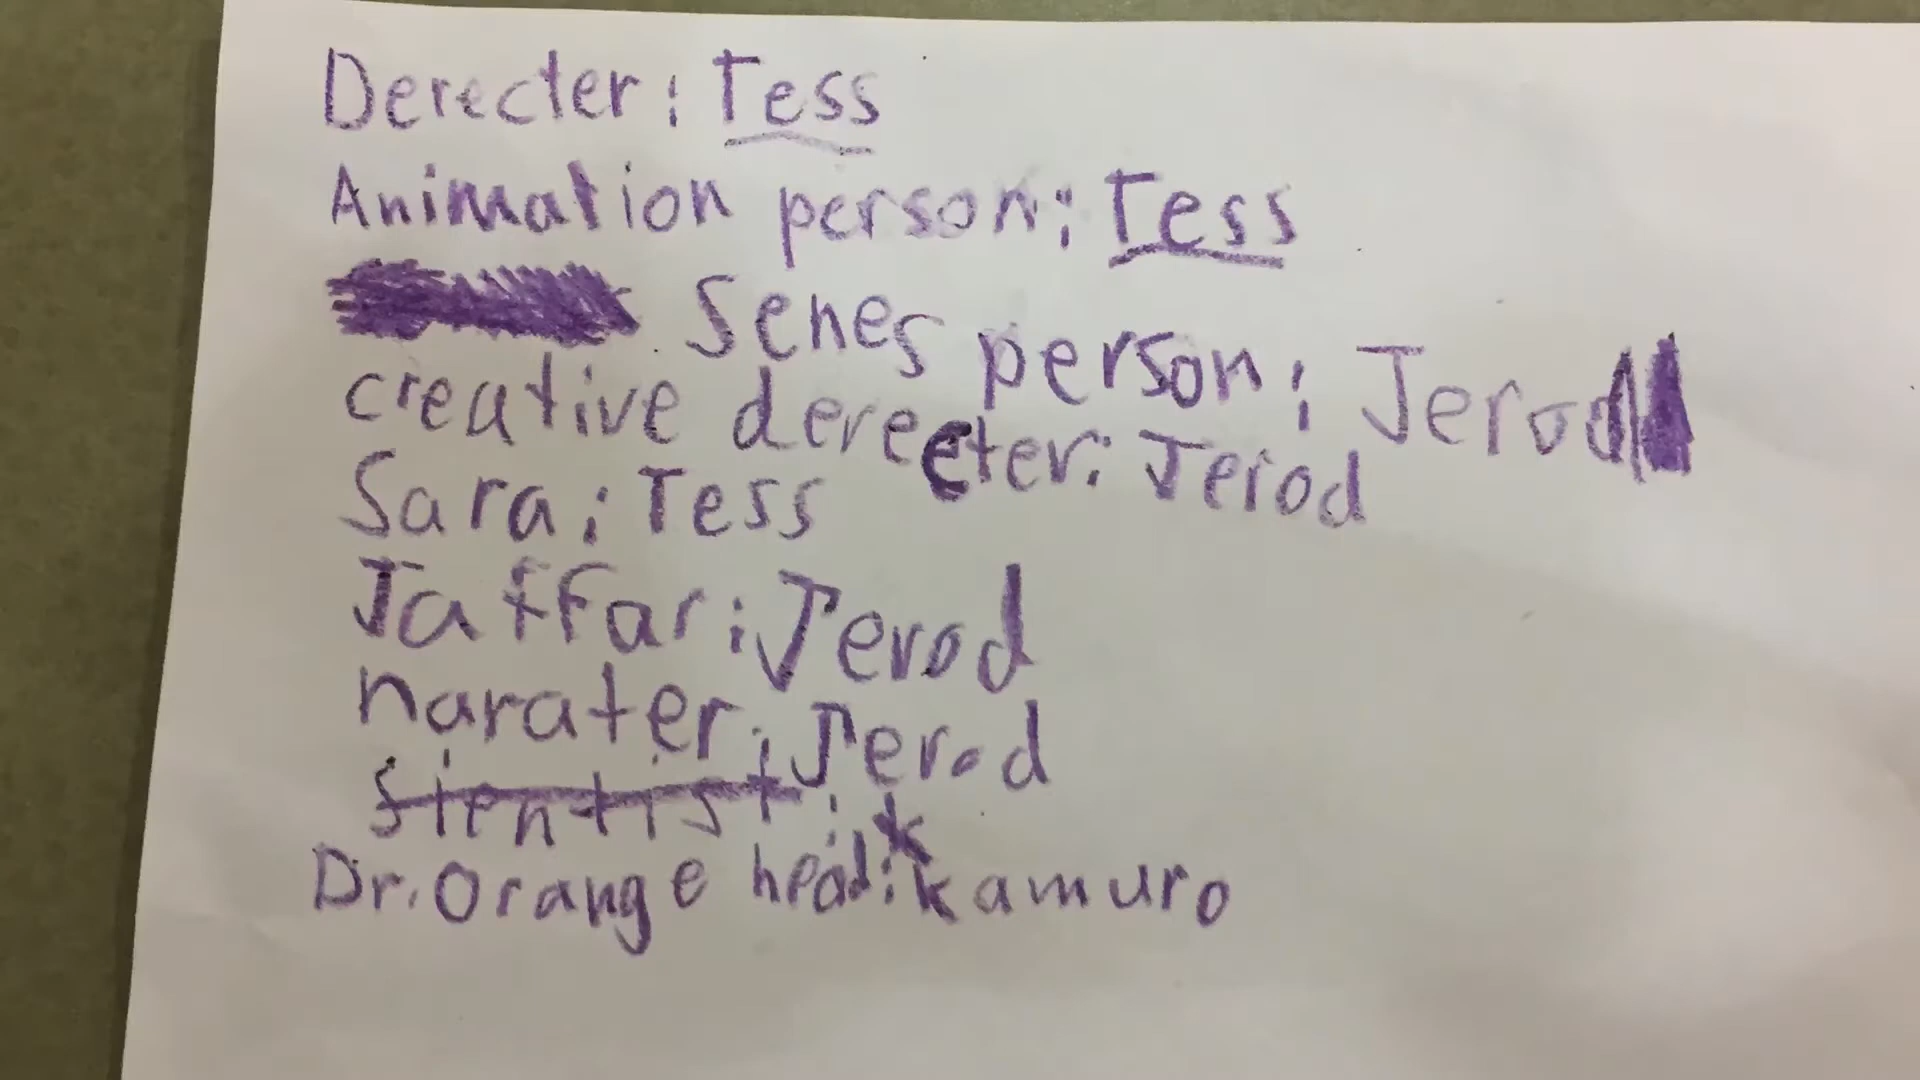 Derecter: Tess
Animation person: Tess
Senes person: Jerod
creative derecter: Jerod
Sara: Tess
Jaffar: Jerod
narater: Jerod
sientist:
Dr. Orange head: Kamuro